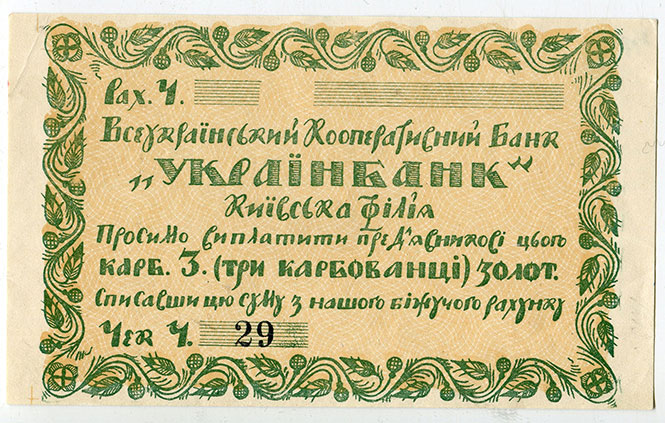 Рах. Ч.
Всеукраїнський Кооперативний Банк
„УКРАЇНБАНК“
Київська філія
Просимо виплатити пред'явникові цього
КАРБ. 3. (ТРИ КАРБОВАНЦІ) ЗОЛОТ.
Списавши цю суму з нашого біжучого рахунку
Чек Ч. 29